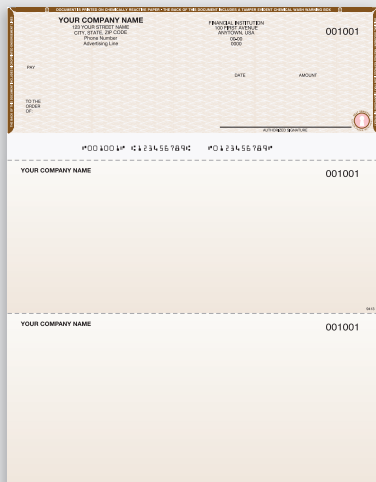 DOCUMENT IS PRINTED ON CHEMICALLY REACTIVE PAPER • THE BACK OF THIS DOCUMENT INCLUDES A TAMPER EVIDENT CHEMICAL WASH WARNING BOX
YOUR COMPANY NAME
123 YOUR STREET NAME
CITY, STATE, ZIP CODE
Phone Number
Advertising Line
FINANCIAL INSTITUTION
100 FIRST AVENUE
ANYTOWN, USA
00-00
0000
001001
PAY
DATE AMOUNT
TO THE
ORDER
OF:
AUTHORIZED SIGNATURE
⑈001001⑈ ⑆123456789⑆ ⑈0123456789⑈
YOUR COMPANY NAME 001001
YOUR COMPANY NAME 001001